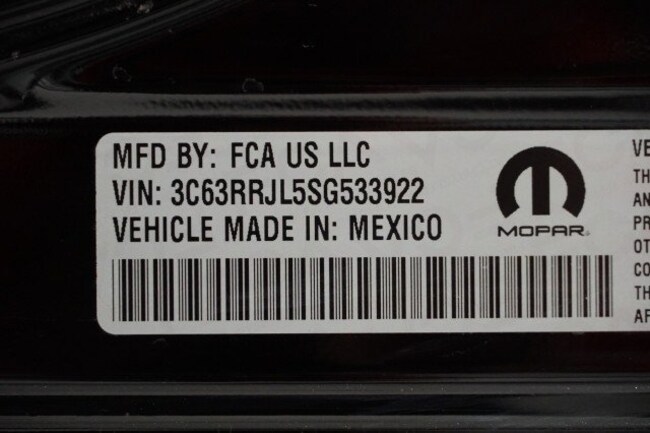 MFD BY: FCA US LLC
VIN: 3C63RRJL5SG533922
VEHICLE MADE IN: MEXICO
MOPAR
VE
TH
AN
PR
OT
CO
TH
AF